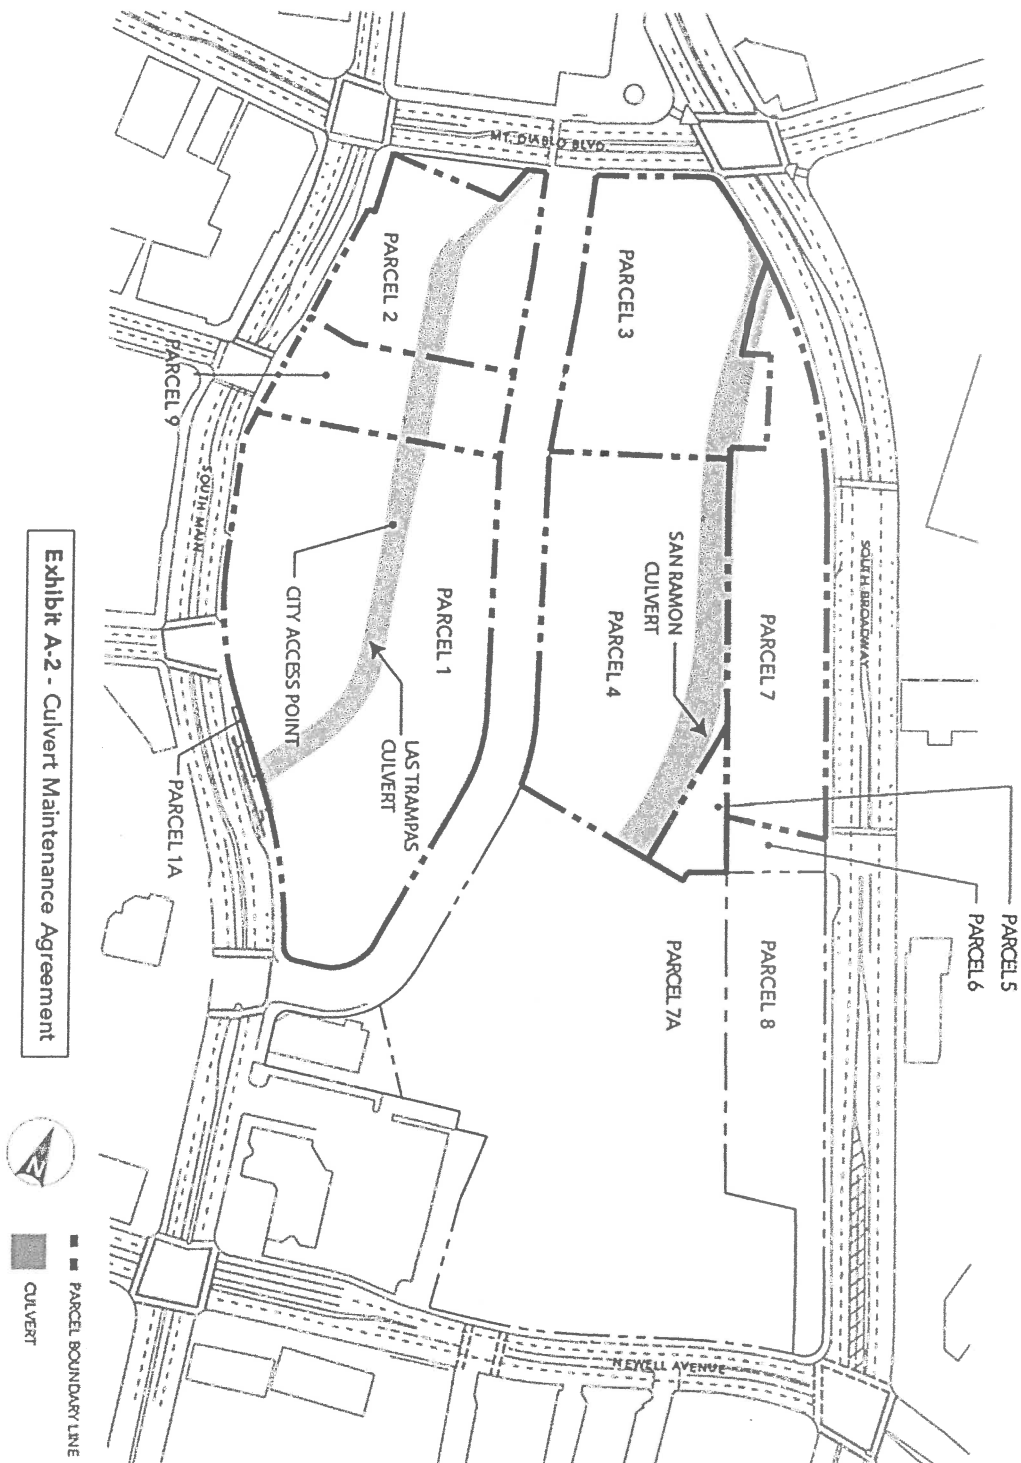 MT. DIABLO BLVD.
PARCEL 2
PARCEL 3
PARCEL 9
SOUTH MAIN
CITY ACCESS POINT
PARCEL 1
LAS TRAMPAS
CULVERT
PARCEL 1A
SAN RAMON
CULVERT
PARCEL 4
PARCEL 7
SOUTH BROADWAY
PARCEL 5
PARCEL 6
PARCEL 8
PARCEL 7A
NEWELL AVENUE
Exhibit A-2 - Culvert Maintenance Agreement
N
PARCEL BOUNDARY LINE
CULVERT